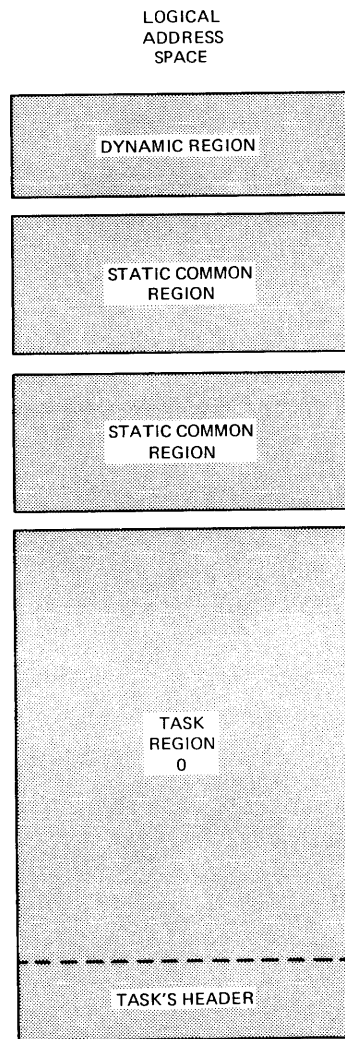 LOGICAL
ADDRESS
SPACE
DYNAMIC REGION
STATIC COMMON
REGION
STATIC COMMON
REGION
TASK
REGION
0
TASK'S HEADER